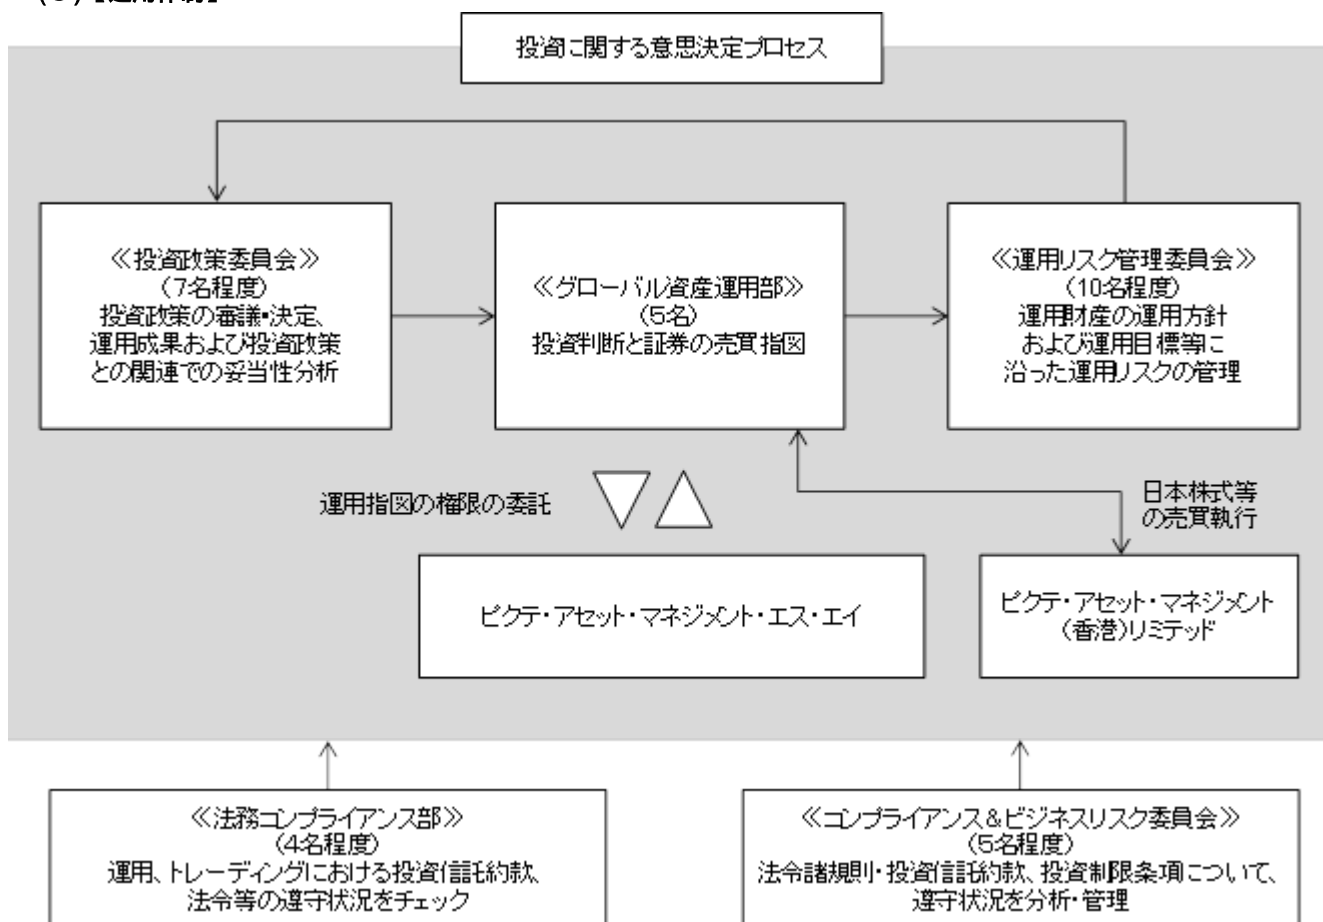 投資に関する意思決定プロセス
≪投資政策委員会≫
(7名程度)
投資政策の審議・決定、
運用成果および投資政策
との関連での妥当性分析
≪グローバル資産運用部≫
(5名)
投資判断と証券の売買指図
≪運用リスク管理委員会≫
(10名程度)
運用財産の運用方針
および運用目標等に
沿った運用リスクの管理
運用指図の権限の委託
日本株式等
の売買執行
ピクテ・アセット・マネジメント・エス・エイ
ピクテ・アセット・マネジメント
(香港)リミテッド
≪法務コンプライアンス部≫
(4名程度)
運用、トレーディングにおける投資信託約款、
法令等の遵守状況をチェック
≪コンプライアンス&ビジネスリスク委員会≫
(5名程度)
法令諸規則・投資信託約款、投資制限条項について、
遵守状況を分析・管理